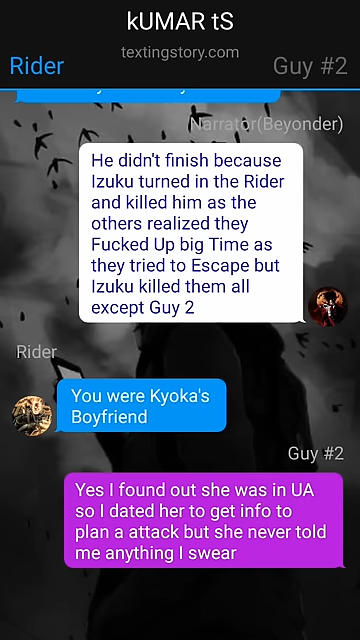 kUMAR tS
textingstory.com
Rider
Guy #2
Narrator(Beyonder)
He didn't finish because
Izuku turned in the Rider
and killed him as the
others realized they
Fucked Up big Time as
they tried to Escape but
Izuku killed them all
except Guy 2
Rider
You were Kyoka's
Boyfriend
Guy #2
Yes I found out she was in UA
so I dated her to get info to
plan a attack but she never told
me anything I swear